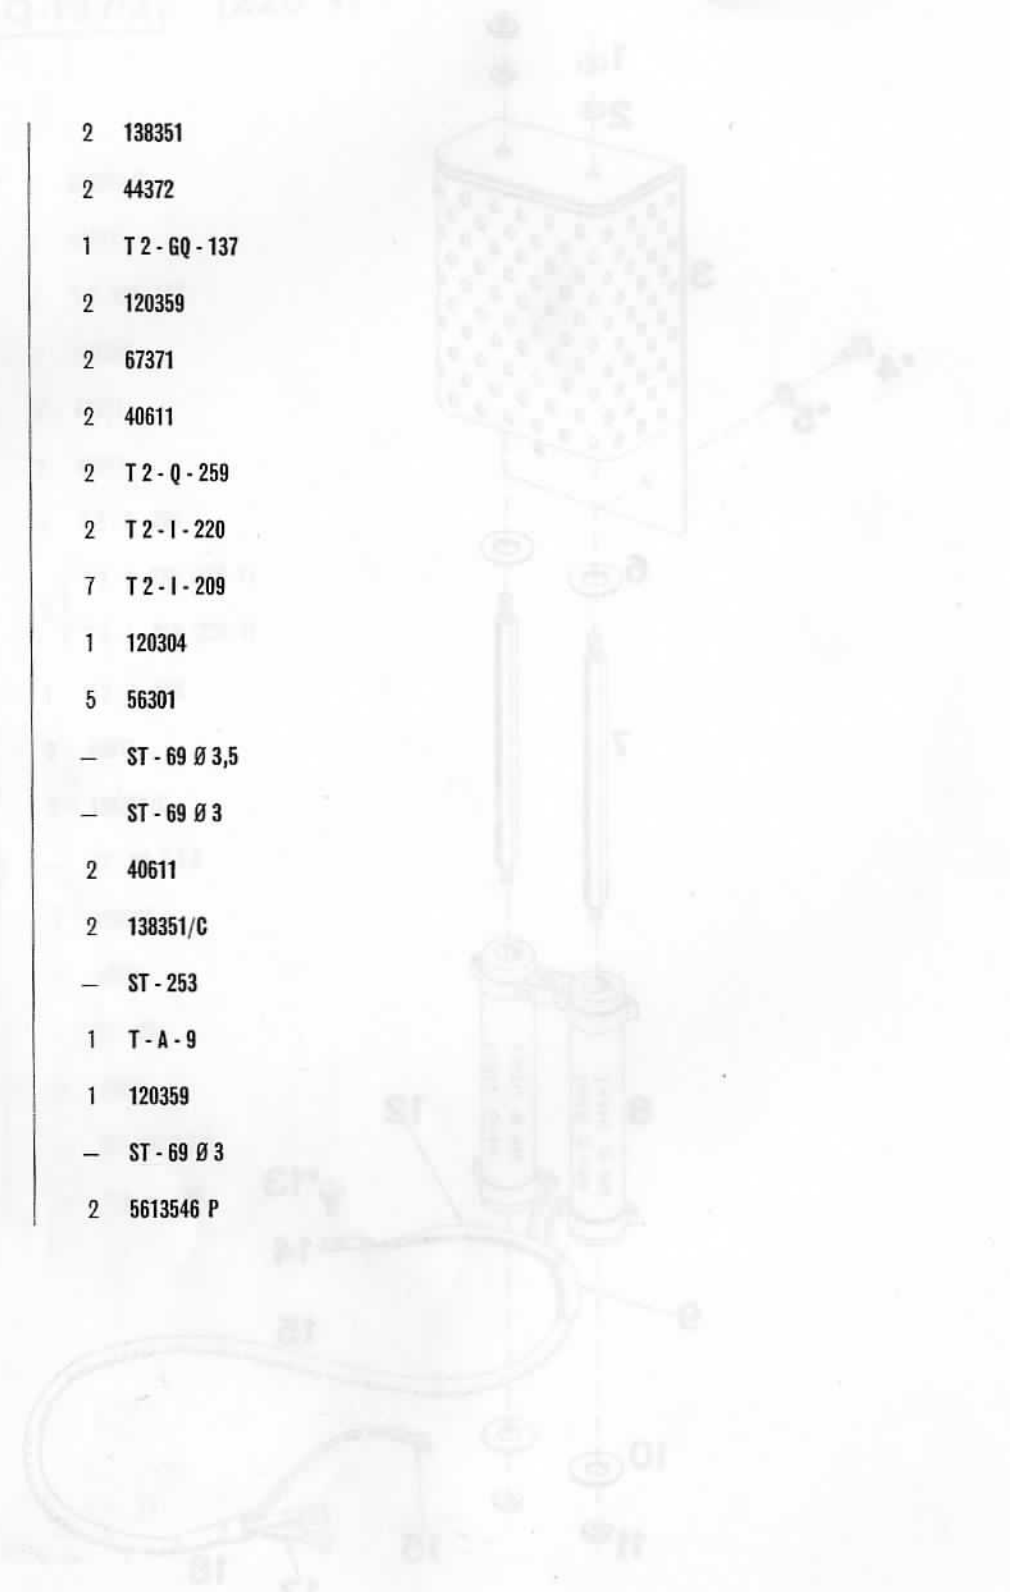 2 138351
2 44372
1 T 2 - GQ - 137
2 120359
2 67371
2 40611
2 T 2 - Q - 259
2 T 2 - I - 220
7 T 2 - I - 209
1 120304
5 56301
— ST - 69 Ø 3,5
— ST - 69 Ø 3
2 40611
2 138351/C
— ST - 253
1 T - A - 9
1 120359
— ST - 69 Ø 3
2 5613546 P